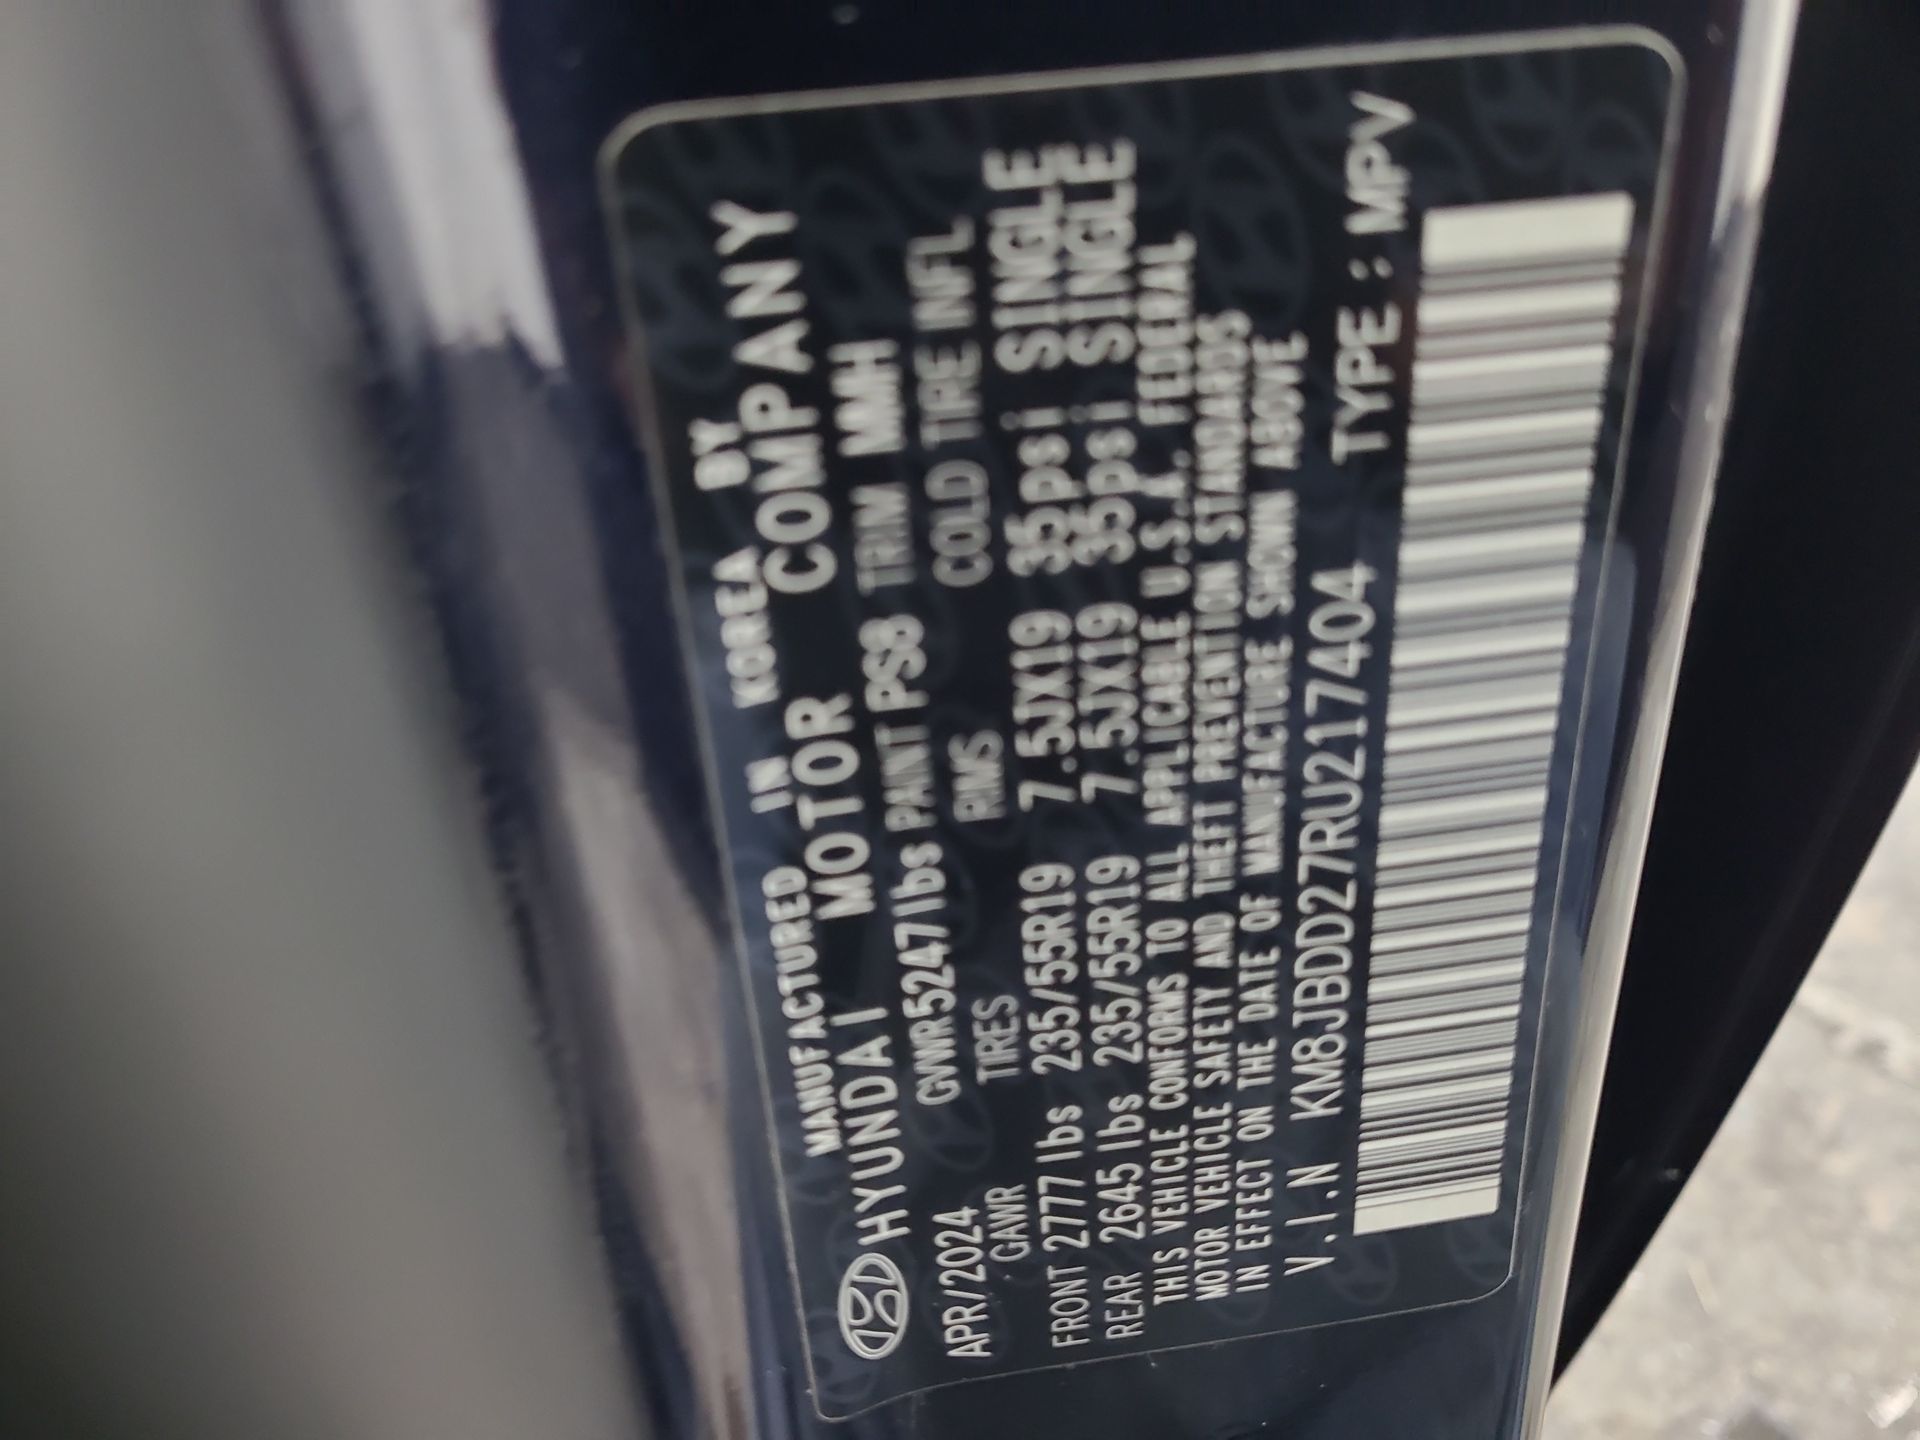 MANUFACTURED IN KOREA BY
HYUNDAI MOTOR COMPANY
APR/2024 GVWR 5247 lbs PAINT PS8 TRIM MMH
GAWR TIRES RIMS COLD TIRE INFL
FRONT 2777 lbs 235/55R19 7.5JX19 35psi SINGLE
REAR 2645 lbs 235/55R19 7.5JX19 35psi SINGLE
THIS VEHICLE CONFORMS TO ALL APPLICABLE U.S.A. FEDERAL
MOTOR VEHICLE SAFETY AND THEFT PREVENTION STANDARDS
IN EFFECT ON THE DATE OF MANUFACTURE SHOWN ABOVE
V.I.N KM8JBDD27RU217404 TYPE : MPV